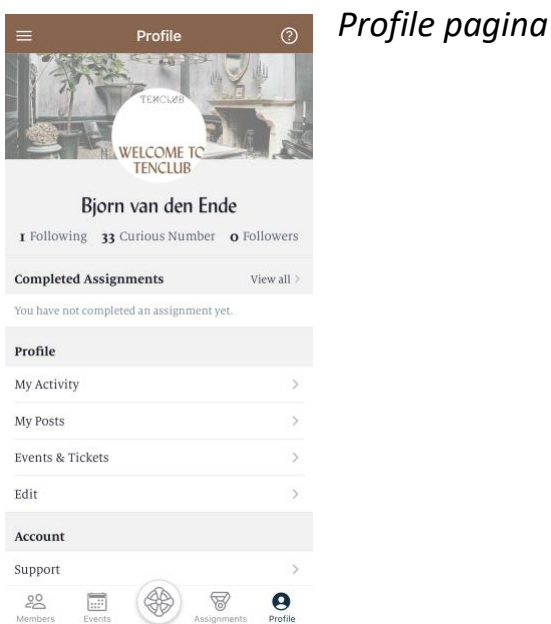 Profile pagina
Profile
TENCLUB
WELCOME TO
TENCLUB
Bjorn van den Ende
1 Following 33 Curious Number 0 Followers
Completed Assignments View all
You have not completed an assignment yet.
Profile
My Activity
My Posts
Events & Tickets
Edit
Account
Support
Members Events Assignments Profile